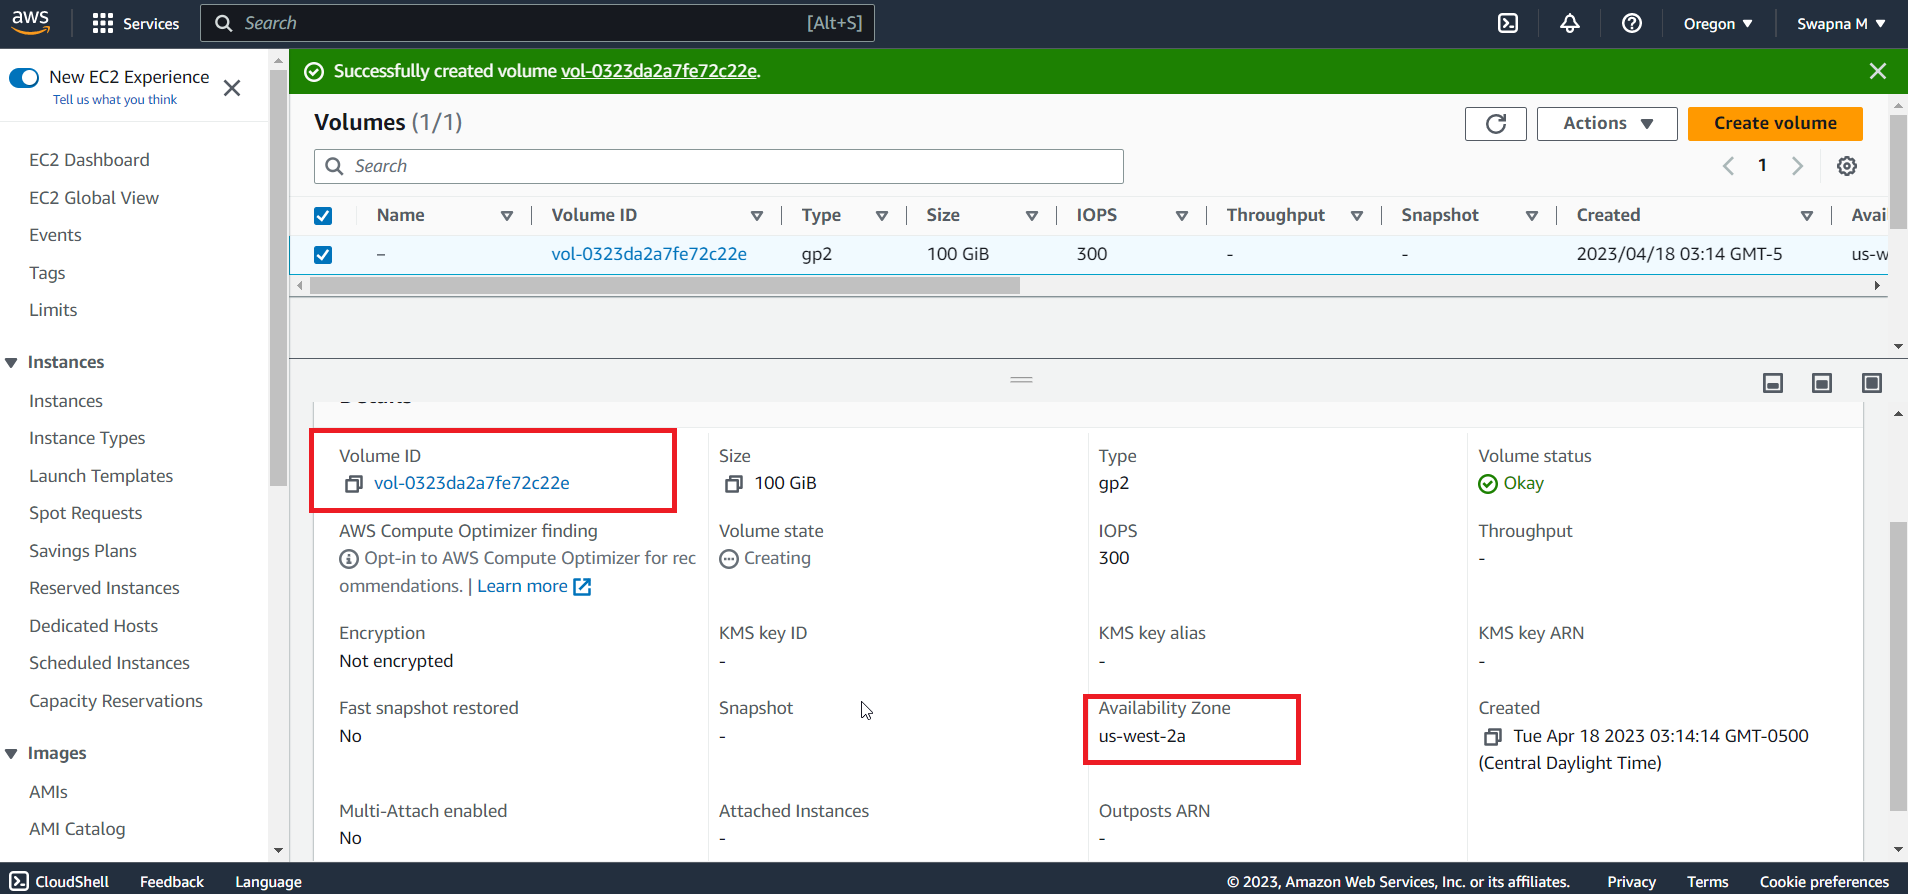 aws
Services
Search
[Alt+S]
Oregon
Swapna M
New EC2 Experience
Tell us what you think
EC2 Dashboard
EC2 Global View
Events
Tags
Limits
Instances
Instances
Instance Types
Launch Templates
Spot Requests
Savings Plans
Reserved Instances
Dedicated Hosts
Scheduled Instances
Capacity Reservations
Images
AMIs
AMI Catalog
Successfully created volume vol-0323da2a7fe72c22e.
Volumes (1/1)
Actions
Create volume
Search
1
Name Volume ID Type Size IOPS Throughput Snapshot Created Avai
– vol-0323da2a7fe72c22e gp2 100 GiB 300 - - 2023/04/18 03:14 GMT-5 us-w
Details
Volume ID
vol-0323da2a7fe72c22e
Size
100 GiB
Type
gp2
Volume status
Okay
AWS Compute Optimizer finding
Opt-in to AWS Compute Optimizer for rec
ommendations. | Learn more
Volume state
Creating
IOPS
300
Throughput
-
Encryption
Not encrypted
KMS key ID
-
KMS key alias
-
KMS key ARN
-
Fast snapshot restored
No
Snapshot
-
Availability Zone
us-west-2a
Created
Tue Apr 18 2023 03:14:14 GMT-0500
(Central Daylight Time)
Multi-Attach enabled
No
Attached Instances
-
Outposts ARN
-
CloudShell
Feedback
Language
© 2023, Amazon Web Services, Inc. or its affiliates.
Privacy
Terms
Cookie preferences